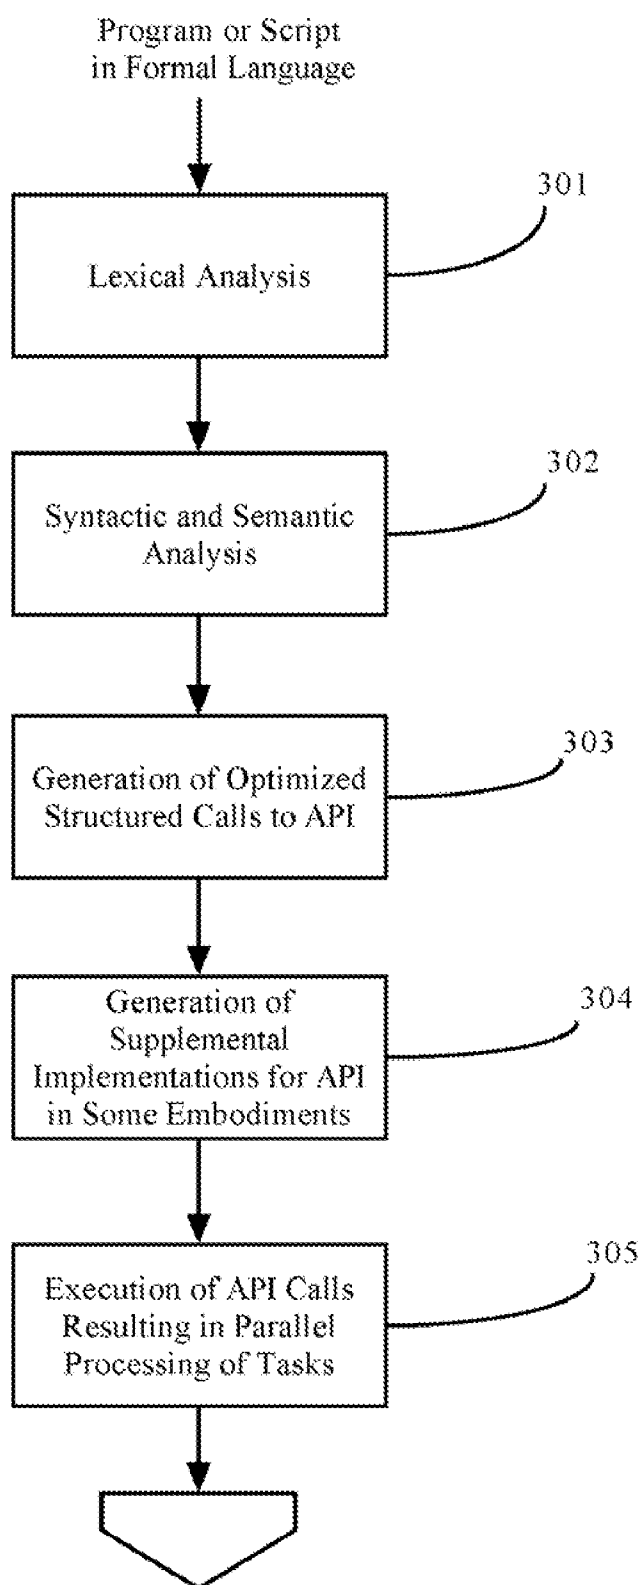 Program or Script
in Formal Language
301
Lexical Analysis
302
Syntactic and Semantic
Analysis
303
Generation of Optimized
Structured Calls to API
304
Generation of
Supplemental
Implementations for API
in Some Embodiments
305
Execution of API Calls
Resulting in Parallel
Processing of Tasks